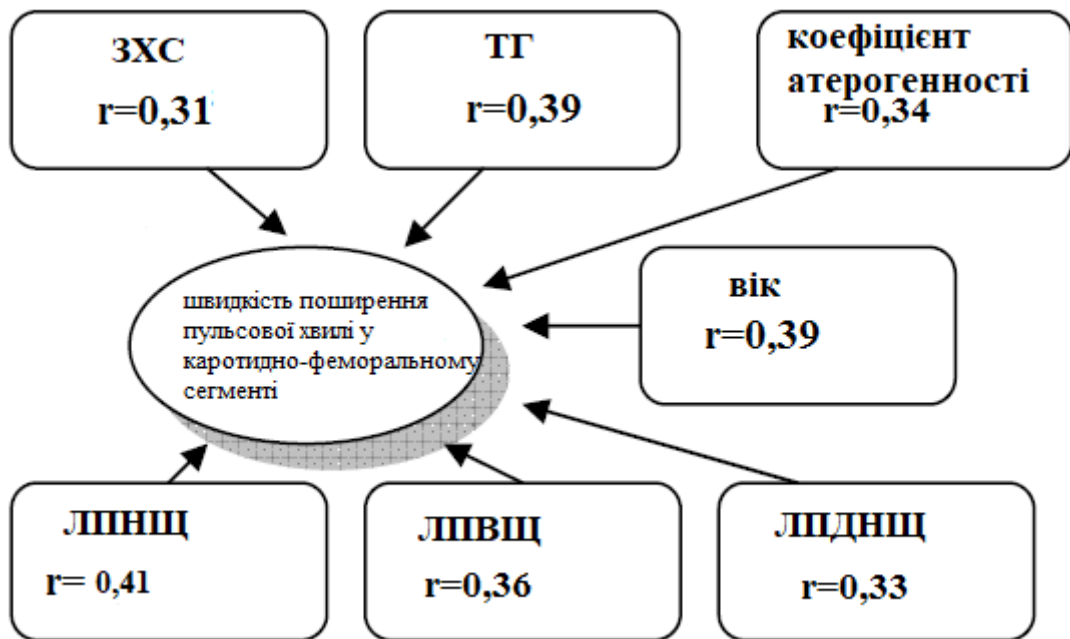 ЗХС
r=0,31
ТГ
r=0,39
коефіцієнт
атерогенності
r=0,34
швидкість поширення
пульсової хвилі у
каротидно-феморальному
сегменті
вік
r=0,39
ЛПНЩ
r= 0,41
ЛПВЩ
r=0,36
ЛПДНЩ
r=0,33